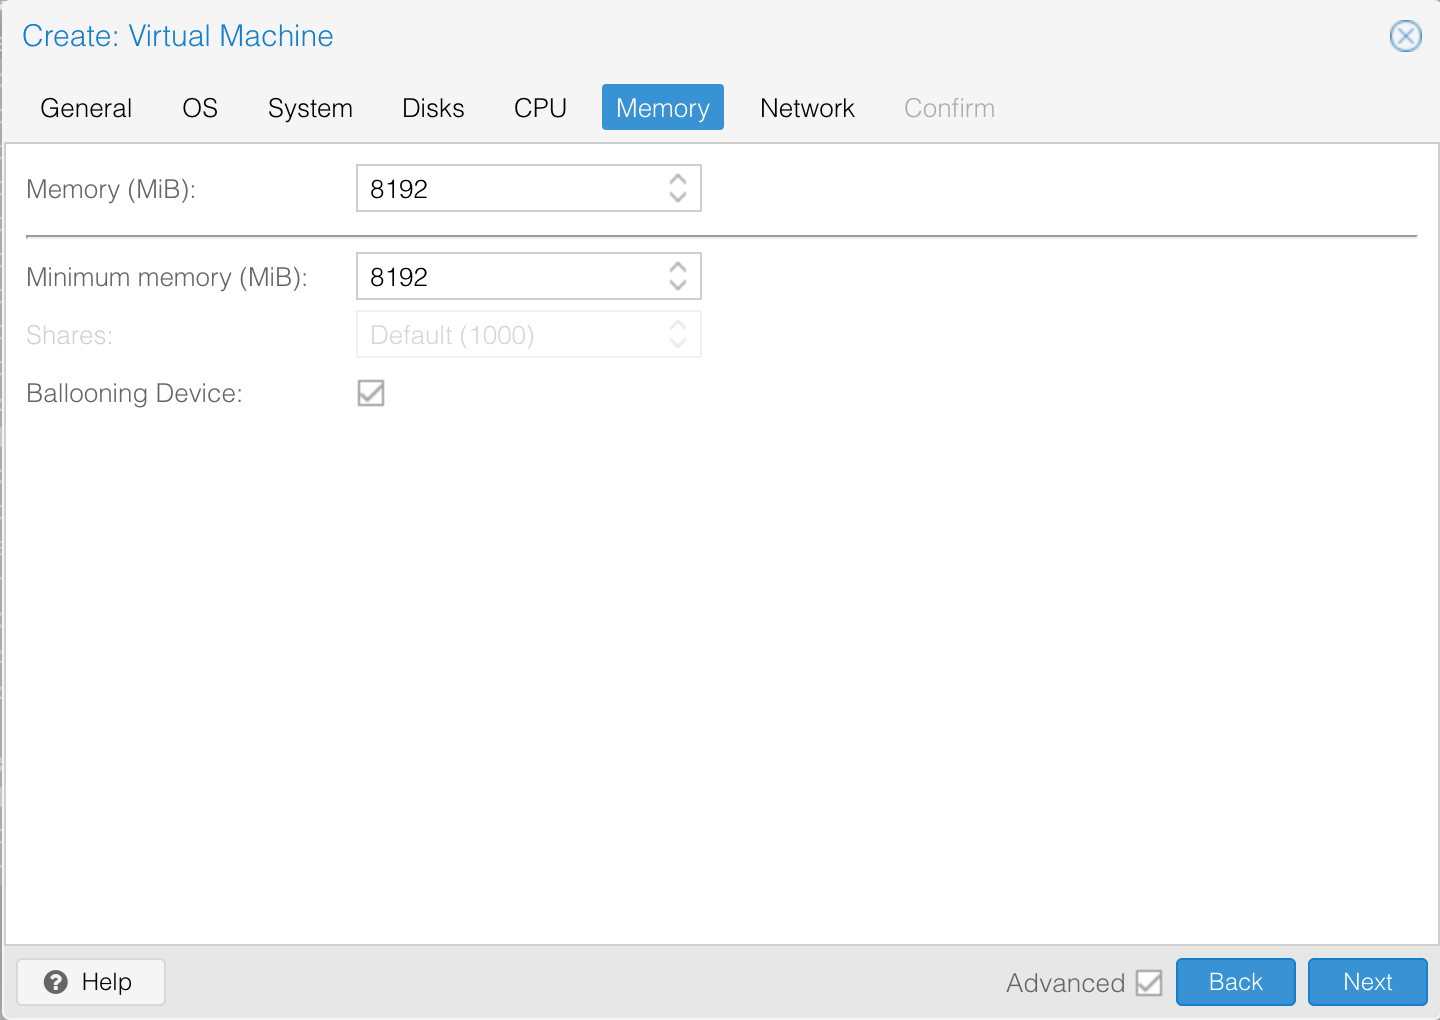 Create: Virtual Machine
General OS System Disks CPU Memory Network Confirm
Memory (MiB): 8192
Minimum memory (MiB): 8192
Shares: Default (1000)
Ballooning Device:
? Help Advanced Back Next